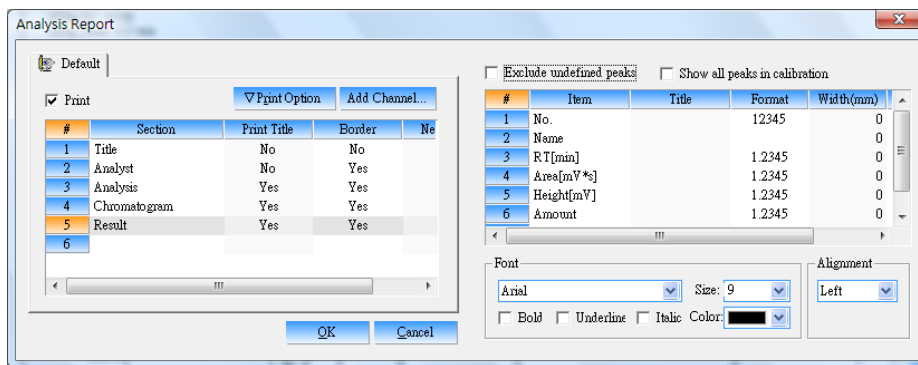 Analysis Report
Default
Print
▽Print Option
Add Channel...
# Section Print Title Border Ne
1 Title No No
2 Analyst No Yes
3 Analysis Yes Yes
4 Chromatogram Yes Yes
5 Result Yes Yes
6
OK
Cancel
Exclude undefined peaks
Show all peaks in calibration
# Item Title Format Width(mm)
1 No. 12345 0
2 Name 0
3 RT[min] 1.2345 0
4 Area[mV*s] 1.2345 0
5 Height[mV] 1.2345 0
6 Amount 1.2345 0
Font
Arial
Size: 9
Bold
Underline
Italic
Color:
Alignment
Left